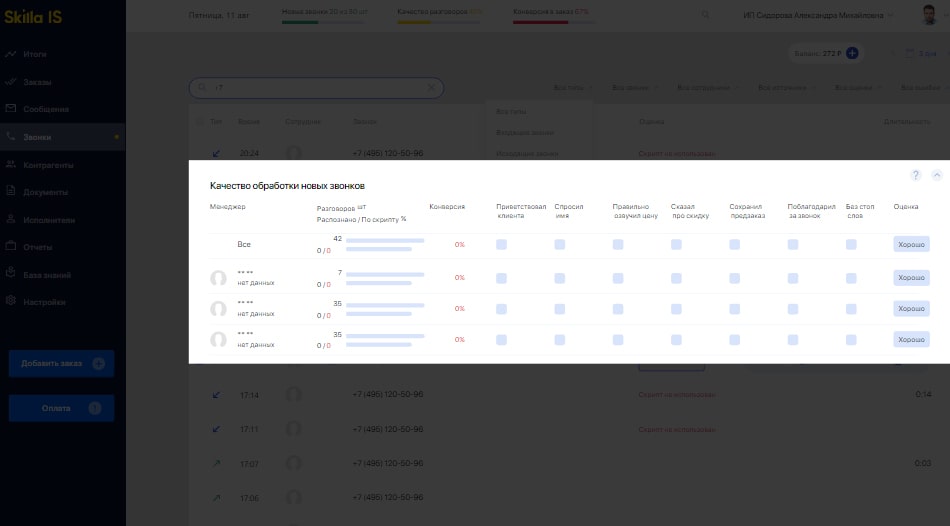 Skilla IS
Пятница, 11 авг
Новые звонки 20 из 30 шт
Качество разговоров 40%
Конверсия в заказ 67%
ИП Сидорова Александра Михайловна
Итоги
Заказы
Сообщения
Звонки
Контрагенты
Документы
Исполнители
Отчеты
База знаний
Настройки
Добавить заказ +
Оплата
Баланс: 272 ₽ +
3 дня
+7
Все типы
Все звонки
Все сотрудники
Все источники
Все оценки
Все ошибки
Все типы
Входящие звонки
Исходящие звонки
Тип Время Сотрудник Звонок Оценка Длительность
20:24 +7 (495) 120-50-96 Скрипт не использован
Качество обработки новых звонков ?
Менеджер Разговоров шт Конверсия Приветствовал Спросил Правильно Сказал Сохранил Поблагодарил Без стоп Оценка
Распознано / По скрипту % клиента имя озвучил цену про скидку предзаказ за звонок слов
Все 42 0 / 0 0% Хорошо
** ** 7
нет данных 0 / 0 0% Хорошо
** ** 35
нет данных 0 / 0 0% Хорошо
** ** 35
нет данных 0 / 0 0% Хорошо
17:14 +7 (495) 120-50-96 Скрипт не использован 0:14
17:11 +7 (495) 120-50-96 Скрипт не использован
17:07 +7 (495) 120-50-96 0:03
17:06 +7 (495) 120-50-96